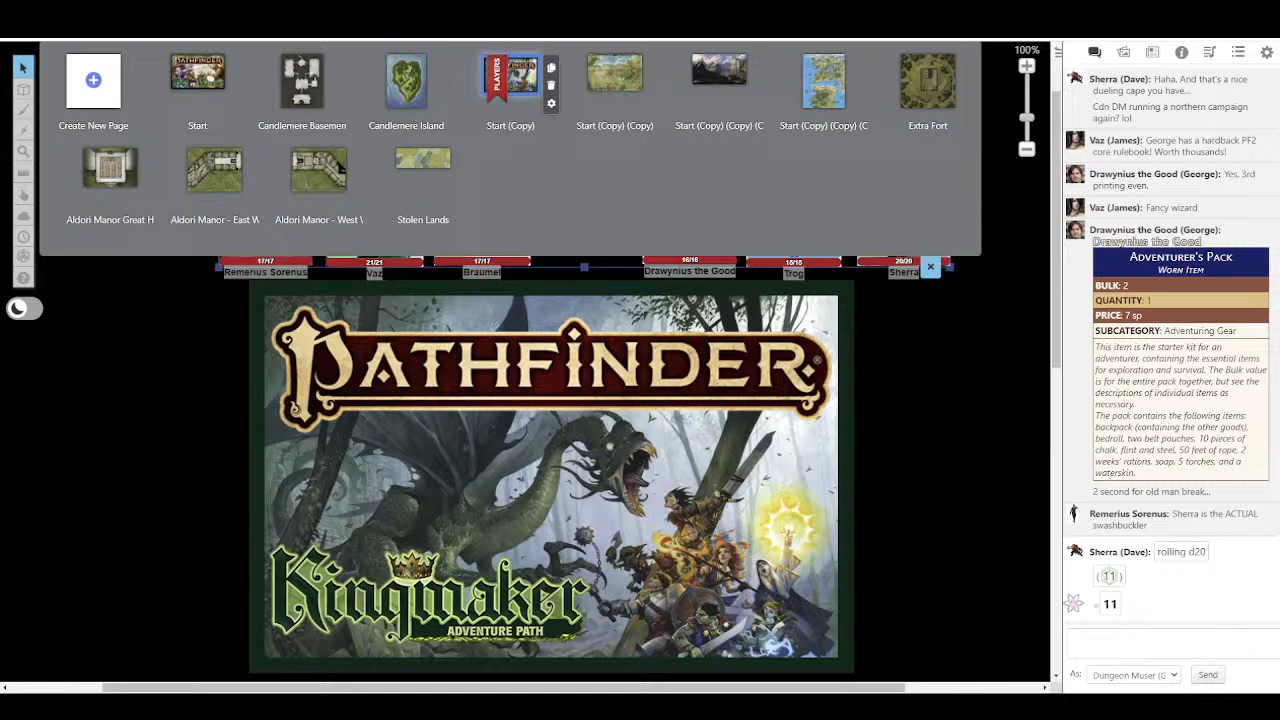 100%
PLAYERS
Create New Page
Start
Candlemere Basemen
Candlemere Island
Start (Copy)
Start (Copy) (Copy)
Start (Copy) (Copy) (C
Start (Copy) (Copy) (C
Extra Fort
Aldori Manor Great H
Aldori Manor - East W
Aldori Manor - West \
Stolen Lands
17/17
21/21
17/17
16/16
15/15
20/20
Remerius Sorenus
Vaz
Braumel
Drawynius the Good
Trog
Sherra
PATHFINDER
Kingmaker
ADVENTURE PATH
Sherra (Dave): Haha. And that's a nice
dueling cape you have...
Cdn DM running a northern campaign
again? lol
Vaz (James): George has a hardback PF2
core rulebook! Worth thousands!
Drawynius the Good (George): Yes. 3rd
printing even.
Vaz (James): Fancy wizard
Drawynius the Good (George):
Drawynius the Good
ADVENTURER'S PACK
WORN ITEM
BULK: 2
QUANTITY: 1
PRICE: 7 sp
SUBCATEGORY: Adventuring Gear
This item is the starter kit for an
adventurer, containing the essential items
for exploration and survival. The Bulk value
is for the entire pack together, but see the
descriptions of individual items as
necessary.
The pack contains the following items:
backpack (containing the other goods),
bedroll, two belt pouches, 10 pieces of
chalk, flint and steel, 50 feet of rope, 2
weeks' rations, soap, 5 torches, and a
waterskin.
2 second for old man break...
Remerius Sorenus: Sherra is the ACTUAL
swashbuckler
Sherra (Dave): rolling d20
(11)
= 11
As: Dungeon Muser (G
Send